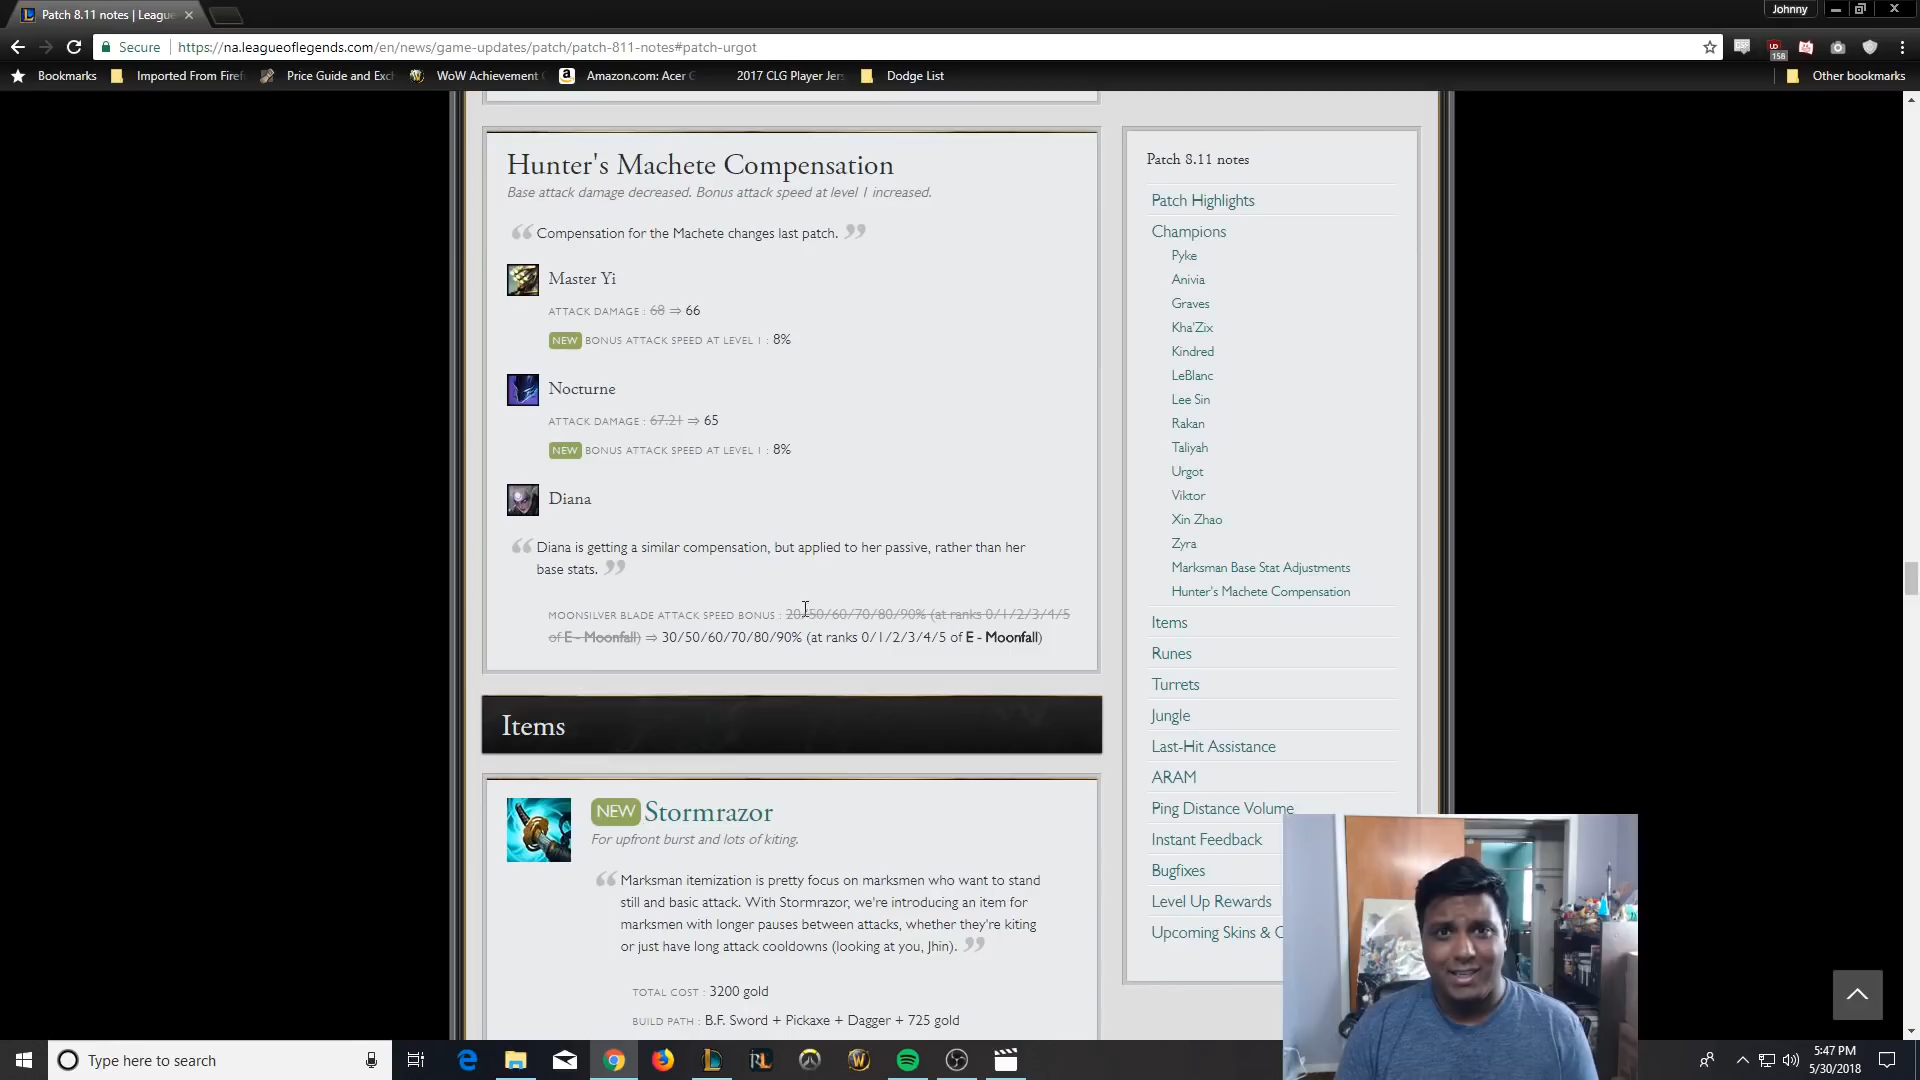 Patch 8.11 notes | League
Johnny
Secure
https://na.leagueoflegends.com/en/news/game-updates/patch/patch-811-notes#patch-urgot
158
Bookmarks
Imported From Firef
Price Guide and Exch
WoW Achievement
Amazon.com: Acer
2017 CLG Player Jers
Dodge List
Other bookmarks
Hunter's Machete Compensation
Base attack damage decreased. Bonus attack speed at level 1 increased.
Compensation for the Machete changes last patch.
Master Yi
ATTACK DAMAGE : 68 ⇒ 66
NEW BONUS ATTACK SPEED AT LEVEL 1 : 8%
Nocturne
ATTACK DAMAGE : 67.21 ⇒ 65
NEW BONUS ATTACK SPEED AT LEVEL 1 : 8%
Diana
Diana is getting a similar compensation, but applied to her passive, rather than her
base stats.
MOONSILVER BLADE ATTACK SPEED BONUS : 20/50/60/70/80/90% (at ranks 0/1/2/3/4/5
of E - Moonfall) ⇒ 30/50/60/70/80/90% (at ranks 0/1/2/3/4/5 of E - Moonfall)
Items
NEW Stormrazor
For upfront burst and lots of kiting.
Marksman itemization is pretty focus on marksmen who want to stand
still and basic attack. With Stormrazor, we're introducing an item for
marksmen with longer pauses between attacks, whether they're kiting
or just have long attack cooldowns (looking at you, Jhin).
TOTAL COST : 3200 gold
BUILD PATH : B.F. Sword + Pickaxe + Dagger + 725 gold
Patch 8.11 notes
Patch Highlights
Champions
Pyke
Anivia
Graves
Kha'Zix
Kindred
LeBlanc
Lee Sin
Rakan
Taliyah
Urgot
Viktor
Xin Zhao
Zyra
Marksman Base Stat Adjustments
Hunter's Machete Compensation
Items
Runes
Turrets
Jungle
Last-Hit Assistance
ARAM
Ping Distance Volume
Instant Feedback
Bugfixes
Level Up Rewards
Upcoming Skins & C
Type here to search
5:47 PM
5/30/2018